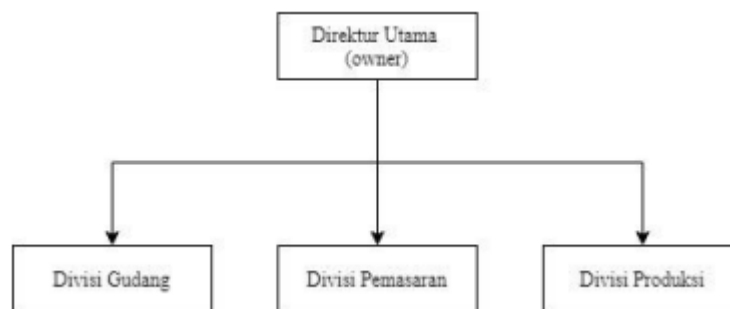 Direktur Utama
(owner)
Divisi Gudang
Divisi Pemasaran
Divisi Produksi